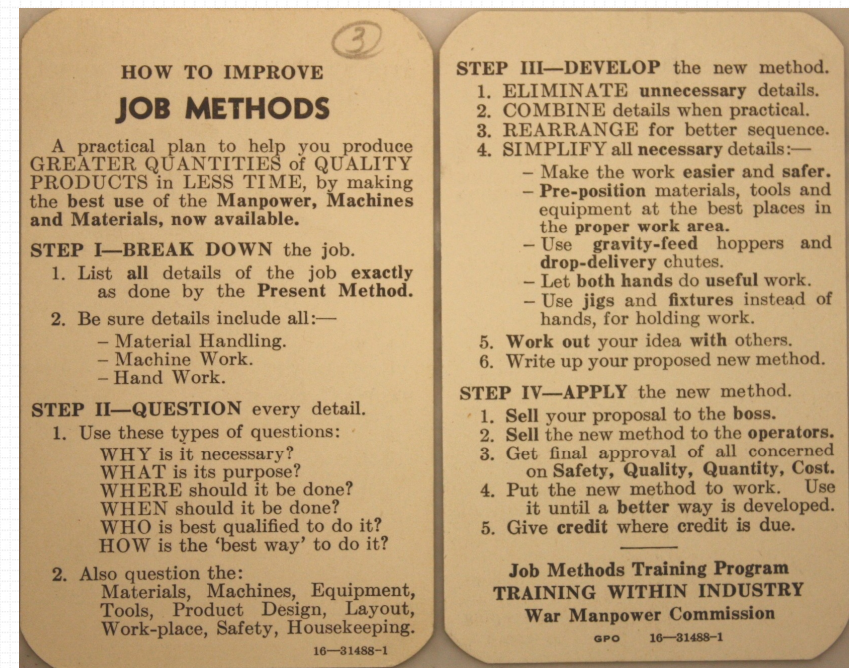 3
HOW TO IMPROVE
JOB METHODS
A practical plan to help you produce
GREATER QUANTITIES of QUALITY
PRODUCTS in LESS TIME, by making
the best use of the Manpower, Machines
and Materials, now available.
STEP I—BREAK DOWN the job.
1. List all details of the job exactly
as done by the Present Method.
2. Be sure details include all:—
– Material Handling.
– Machine Work.
– Hand Work.
STEP II—QUESTION every detail.
1. Use these types of questions:
WHY is it necessary?
WHAT is its purpose?
WHERE should it be done?
WHEN should it be done?
WHO is best qualified to do it?
HOW is the ‘best way’ to do it?
2. Also question the:
Materials, Machines, Equipment,
Tools, Product Design, Layout,
Work-place, Safety, Housekeeping.
16—31488-1
STEP III—DEVELOP the new method.
1. ELIMINATE unnecessary details.
2. COMBINE details when practical.
3. REARRANGE for better sequence.
4. SIMPLIFY all necessary details:—
– Make the work easier and safer.
– Pre-position materials, tools and
equipment at the best places in
the proper work area.
– Use gravity-feed hoppers and
drop-delivery chutes.
– Let both hands do useful work.
– Use jigs and fixtures instead of
hands, for holding work.
5. Work out your idea with others.
6. Write up your proposed new method.
STEP IV—APPLY the new method.
1. Sell your proposal to the boss.
2. Sell the new method to the operators.
3. Get final approval of all concerned
on Safety, Quality, Quantity, Cost.
4. Put the new method to work. Use
it until a better way is developed.
5. Give credit where credit is due.
Job Methods Training Program
TRAINING WITHIN INDUSTRY
War Manpower Commission
GPO 16—31488-1